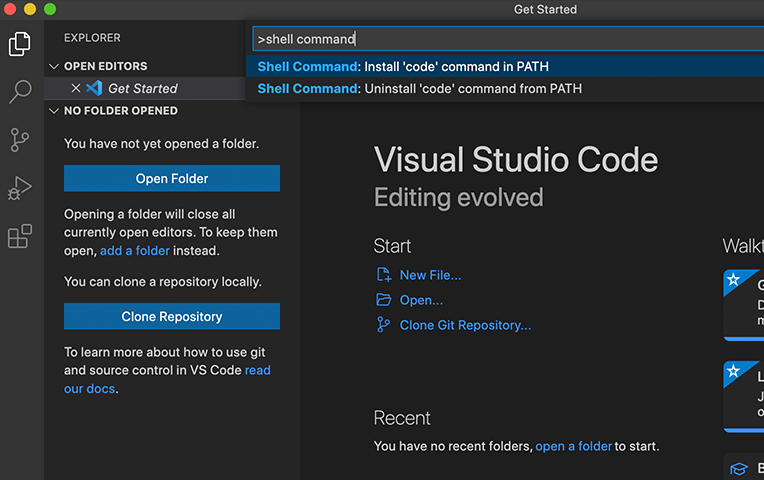 Get Started
EXPLORER
>shell command
Shell Command: Install 'code' command in PATH
Shell Command: Uninstall 'code' command from PATH
OPEN EDITORS
Get Started
NO FOLDER OPENED
You have not yet opened a folder.
Open Folder
Opening a folder will close all
currently open editors. To keep them
open, add a folder instead.
You can clone a repository locally.
Clone Repository
To learn more about how to use git
and source control in VS Code read
our docs.
Visual Studio Code
Editing evolved
Start
New File...
Open...
Clone Git Repository...
Recent
You have no recent folders, open a folder to start.